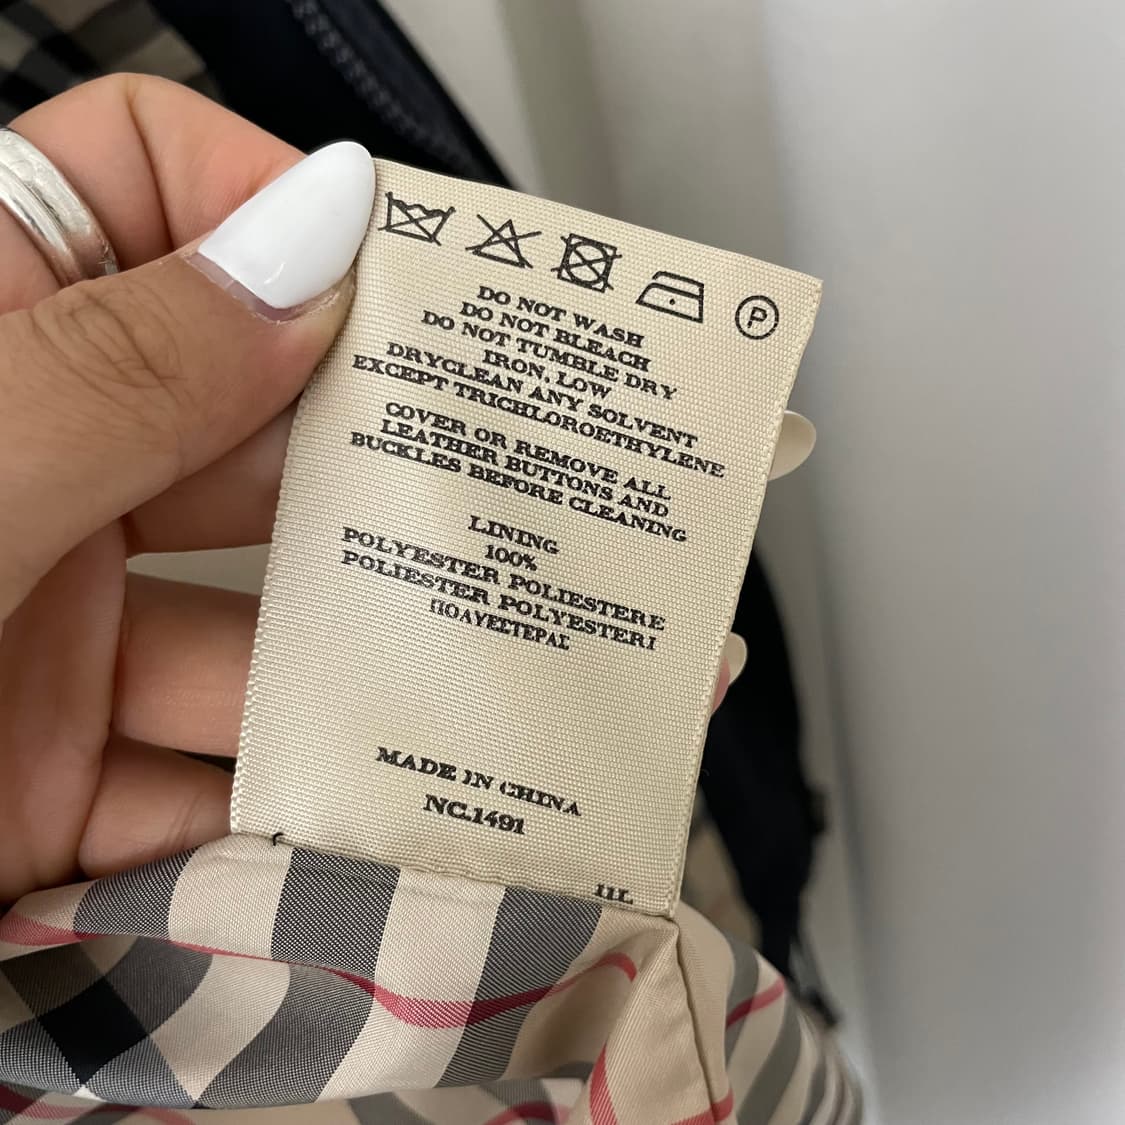 P
DO NOT WASH
DO NOT BLEACH
DO NOT TUMBLE DRY
IRON, LOW
DRYCLEAN ANY SOLVENT
EXCEPT TRICHLOROETHYLENE
COVER OR REMOVE ALL
LEATHER BUTTONS AND
BUCKLES BEFORE CLEANING
LINING
100%
POLYESTER POLIESTERE
POLIESTER POLYESTERI
ΠΟΛΥΕΣΤΕΡΑΣ
MADE IN CHINA
NC.1491
11L